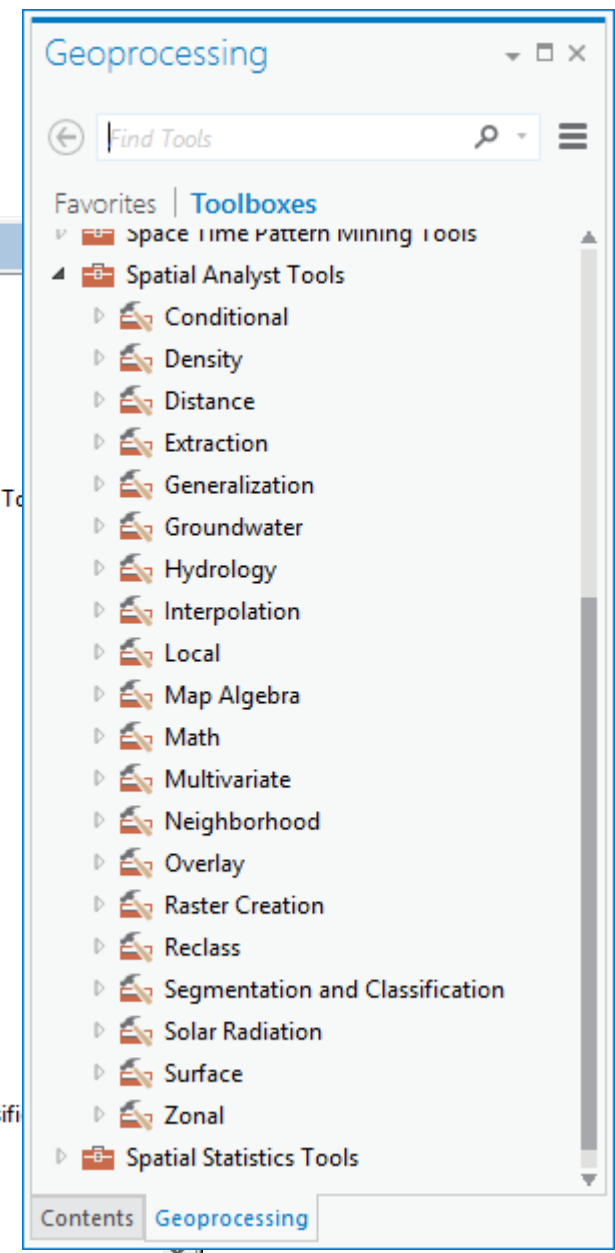 Geoprocessing
Find Tools
Favorites | Toolboxes
Space Time Pattern Mining Tools
Spatial Analyst Tools
Conditional
Density
Distance
Extraction
Generalization
To
Groundwater
Hydrology
Interpolation
Local
Map Algebra
Math
Multivariate
Neighborhood
Overlay
Raster Creation
Reclass
Segmentation and Classification
Solar Radiation
Surface
sifi
Zonal
Spatial Statistics Tools
Contents Geoprocessing